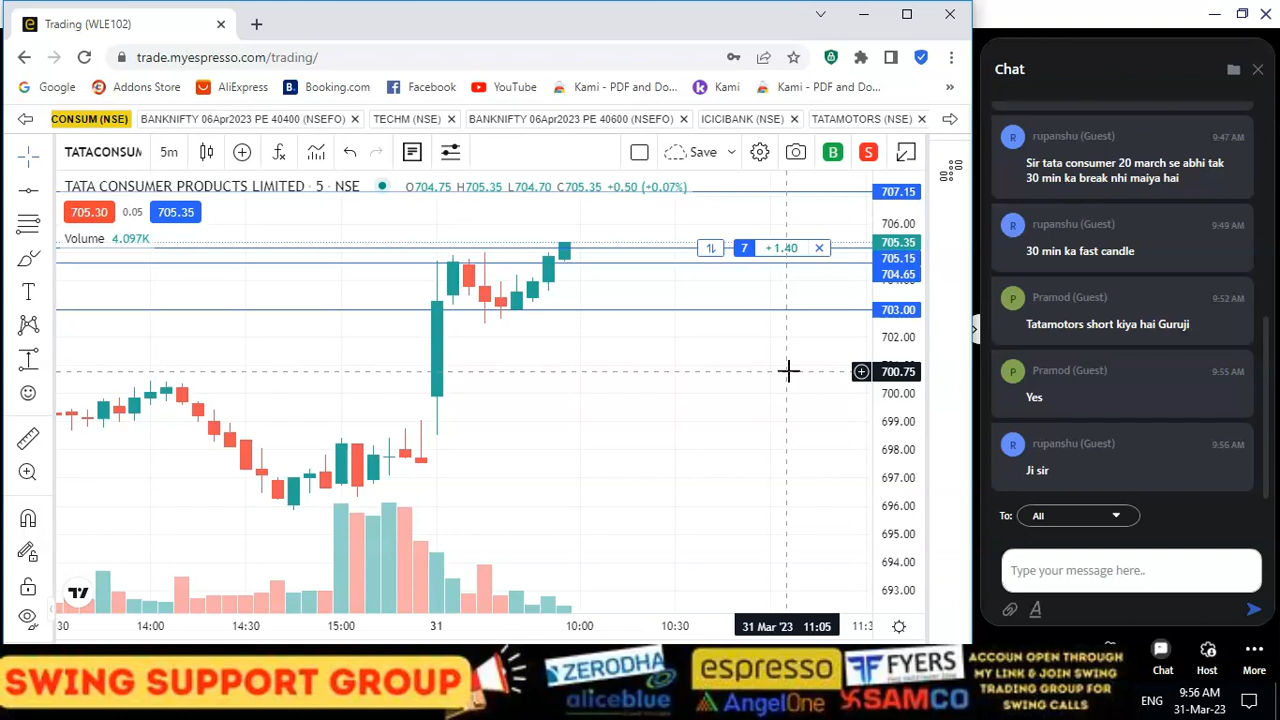 Trading (WLE102)
trade.myespresso.com/trading/
Google
Addons Store
AliExpress
Booking.com
Facebook
YouTube
Kami - PDF and Do...
Kami
Kami - PDF and Do...
CONSUM (NSE)
BANKNIFTY 06Apr2023 PE 40400 (NSEFO)
TECHM (NSE)
BANKNIFTY 06Apr2023 PE 40600 (NSEFO)
ICICIBANK (NSE)
TATAMOTORS (NSE)
TATACONSUM
5m
Save
B
S
TATA CONSUMER PRODUCTS LIMITED · 5 · NSE
O704.75 H705.35 L704.70 C705.35 +0.50 (+0.07%)
705.30
0.05
705.35
Volume 4.097K
7
+1.40
707.15
706.00
705.35
705.15
704.65
703.00
702.00
700.75
700.00
699.00
698.00
697.00
696.00
695.00
694.00
693.00
14:00
14:30
15:00
31
10:00
10:30
31 Mar '23 11:05
Chat
R
rupanshu (Guest)
9:47 AM
Sir tata consumer 20 march se abhi tak
30 min ka break nhi maiya hai
R
rupanshu (Guest)
9:49 AM
30 min ka fast candle
P
Pramod (Guest)
9:52 AM
Tatamotors short kiya hai Guruji
P
Pramod (Guest)
9:55 AM
Yes
R
rupanshu (Guest)
9:56 AM
Ji sir
To:
All
Type your message here..
Chat
Host
More
SWING SUPPORT GROUP
ZERODHA
aliceblue
espresso
AngelOne
FYERS
SAMCO
ACCOUN OPEN THROUGH
MY LINK & JOIN SWING
TRADING GROUP FOR
SWING CALLS
ENG
9:56 AM
31-Mar-23